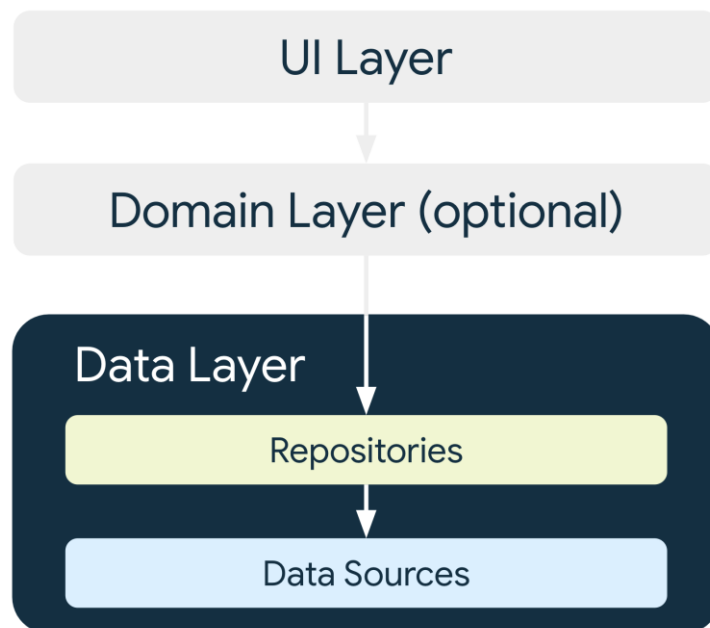 UI Layer
Domain Layer (optional)
Data Layer
Repositories
Data Sources